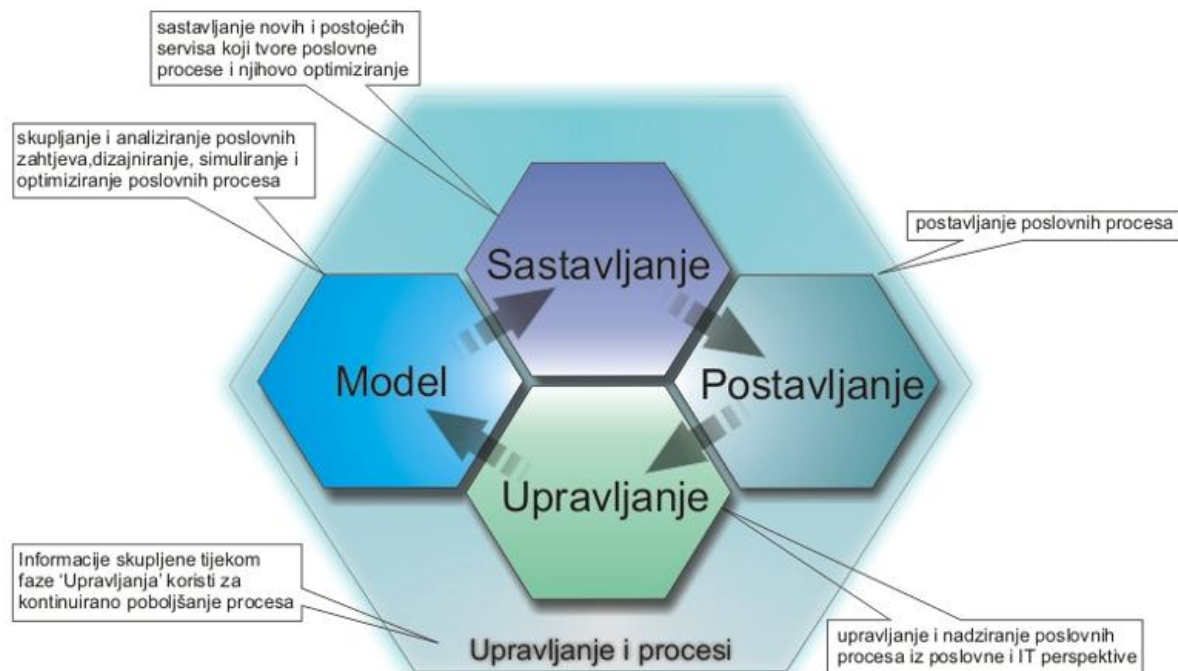 sastavljanje novih i postojećih
servisa koji tvore poslovne
procese i njihovo optimiziranje
skupljanje i analiziranje poslovnih
zahtjeva,dizajniranje, simuliranje i
optimiziranje poslovnih procesa
postavljanje poslovnih procesa
Sastavljanje
Model
Postavljanje
Upravljanje
Informacije skupljene tijekom
faze ‘Upravljanja’ koristi za
kontinuirano poboljšanje procesa
Upravljanje i procesi
upravljanje i nadziranje poslovnih
procesa iz poslovne i IT perspektive